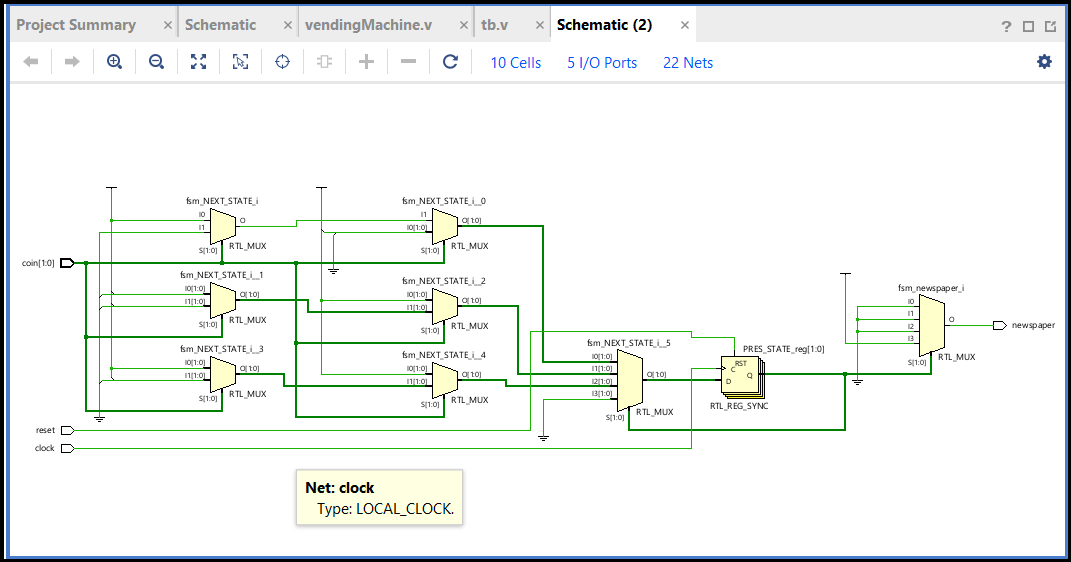 Project Summary × Schematic × vendingMachine.v × tb.v × Schematic (2) × ?
10 Cells 5 I/O Ports 22 Nets
fsm_NEXT_STATE_i
I0
I1
O
S[1:0]
RTL_MUX
fsm_NEXT_STATE_i__0
I1
I0[1:0]
O[1:0]
S[1:0]
RTL_MUX
coin[1:0]
fsm_NEXT_STATE_i__1
I0[1:0]
I1[1:0]
O[1:0]
S[1:0]
RTL_MUX
fsm_NEXT_STATE_i__2
I0[1:0]
I1[1:0]
O[1:0]
S[1:0]
RTL_MUX
fsm_newspaper_i
I0
I1
I2
I3
O
S[1:0]
RTL_MUX
newspaper
fsm_NEXT_STATE_i__3
I0[1:0]
I1[1:0]
O[1:0]
S[1:0]
RTL_MUX
fsm_NEXT_STATE_i__4
I0[1:0]
I1[1:0]
O[1:0]
S[1:0]
RTL_MUX
fsm_NEXT_STATE_i__5
I0[1:0]
I1[1:0]
I2[1:0]
I3[1:0]
O[1:0]
S[1:0]
RTL_MUX
PRES_STATE_reg[1:0]
RST
C
D
Q
RTL_REG_SYNC
reset
clock
Net: clock
Type: LOCAL_CLOCK.